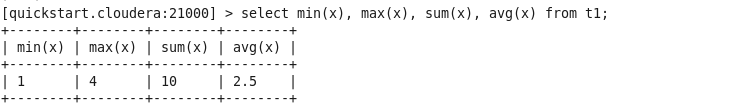 [quickstart.cloudera:21000] > select min(x), max(x), sum(x), avg(x) from t1;
+--------+--------+--------+--------+
| min(x) | max(x) | sum(x) | avg(x) |
+--------+--------+--------+--------+
| 1      | 4      | 10     | 2.5    |
+--------+--------+--------+--------+